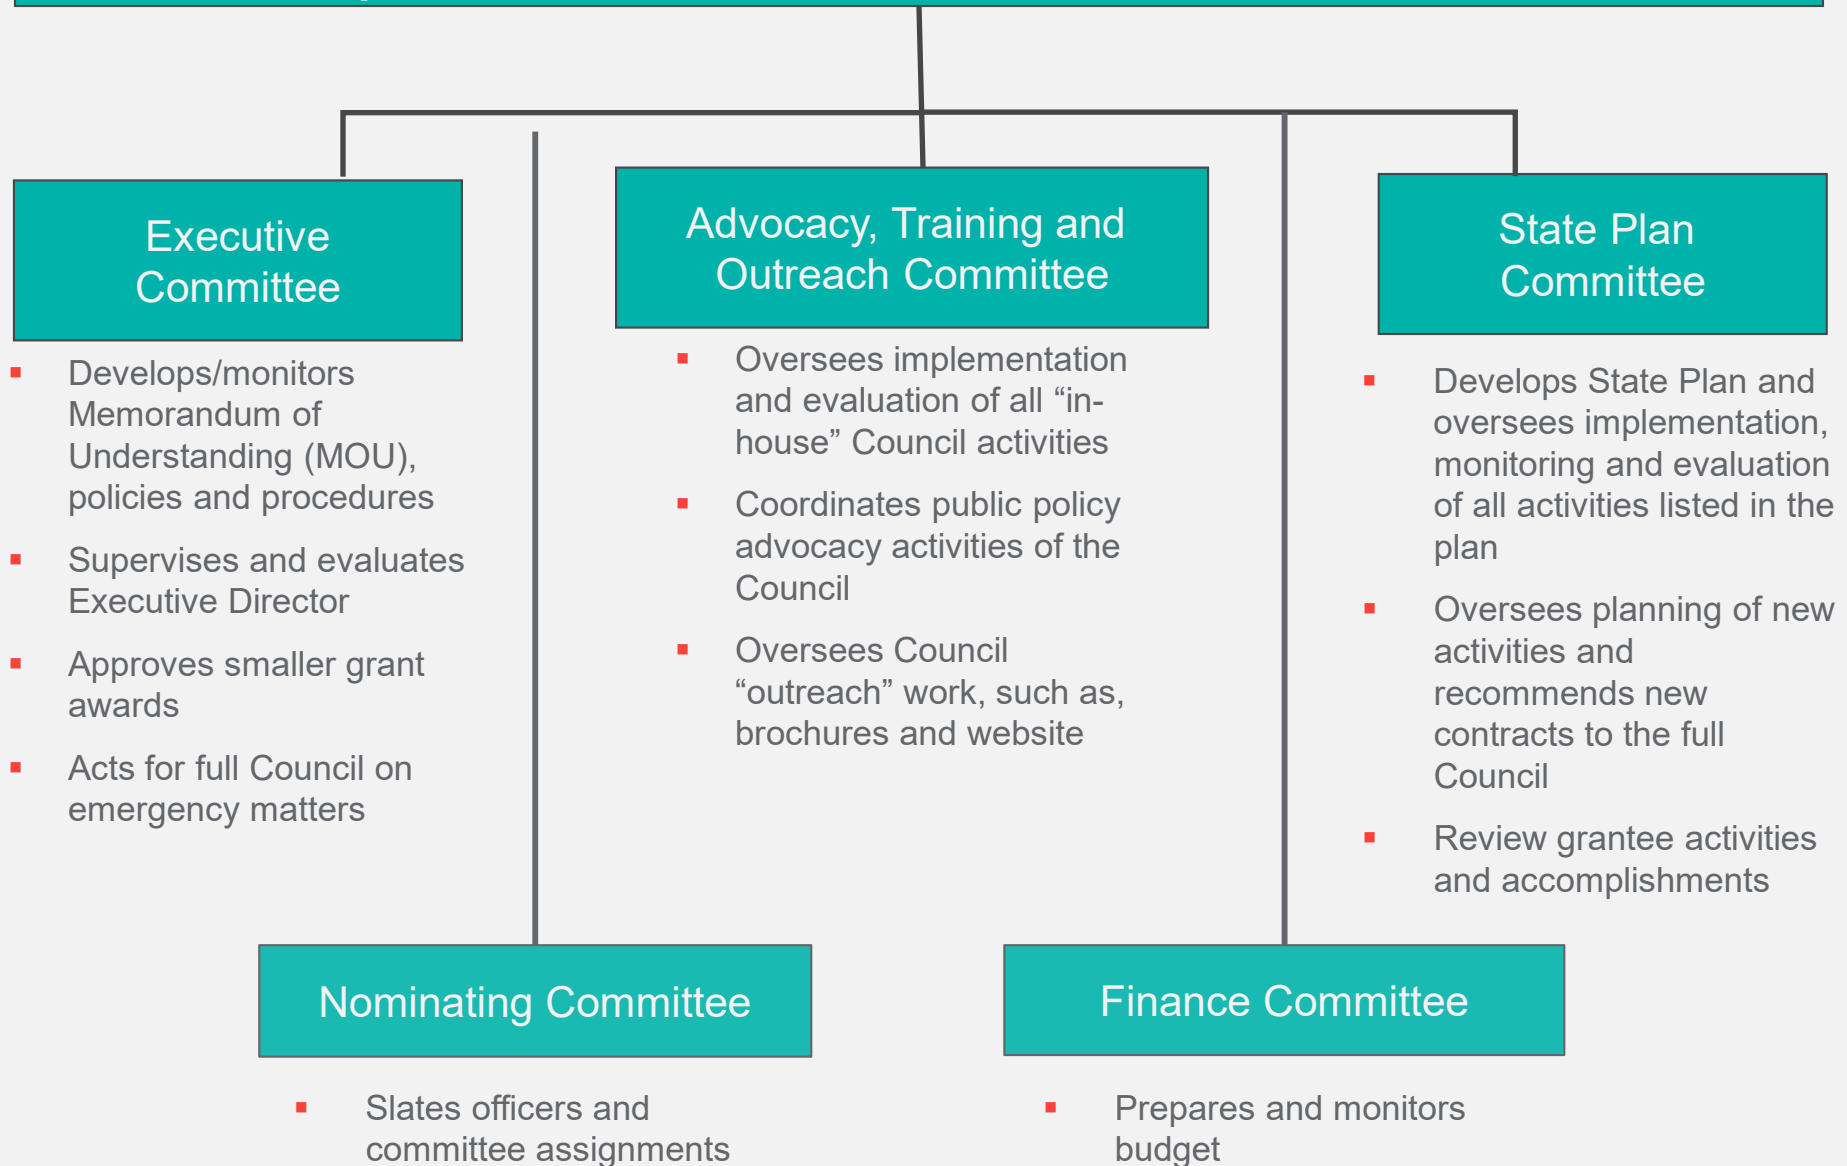 Executive
Committee
Develops/monitors
Memorandum of
Understanding (MOU),
policies and procedures
Supervises and evaluates
Executive Director
Approves smaller grant
awards
Acts for full Council on
emergency matters
Advocacy, Training and
Outreach Committee
Oversees implementation
and evaluation of all “in-
house” Council activities
Coordinates public policy
advocacy activities of the
Council
Oversees Council
“outreach” work, such as,
brochures and website
State Plan
Committee
Develops State Plan and
oversees implementation,
monitoring and evaluation
of all activities listed in the
plan
Oversees planning of new
activities and
recommends new
contracts to the full
Council
Review grantee activities
and accomplishments
Nominating Committee
Slates officers and
committee assignments
Finance Committee
Prepares and monitors
budget